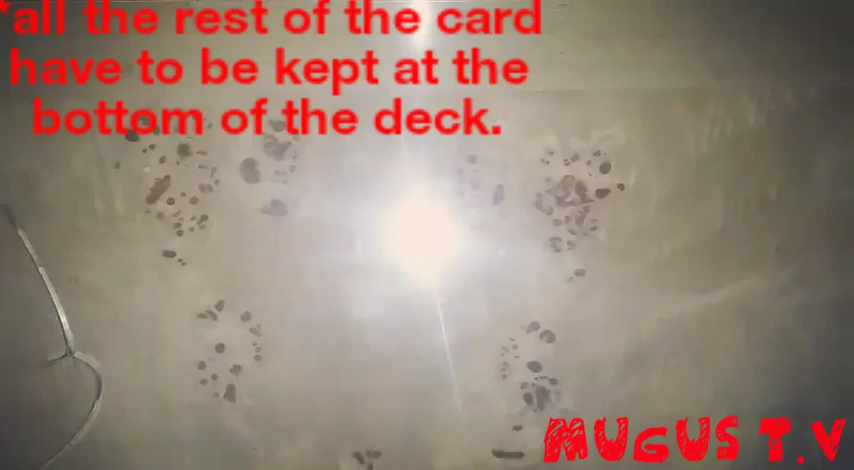 *all the rest of the card
have to be kept at the
bottom of the deck.
MUGUS T.V